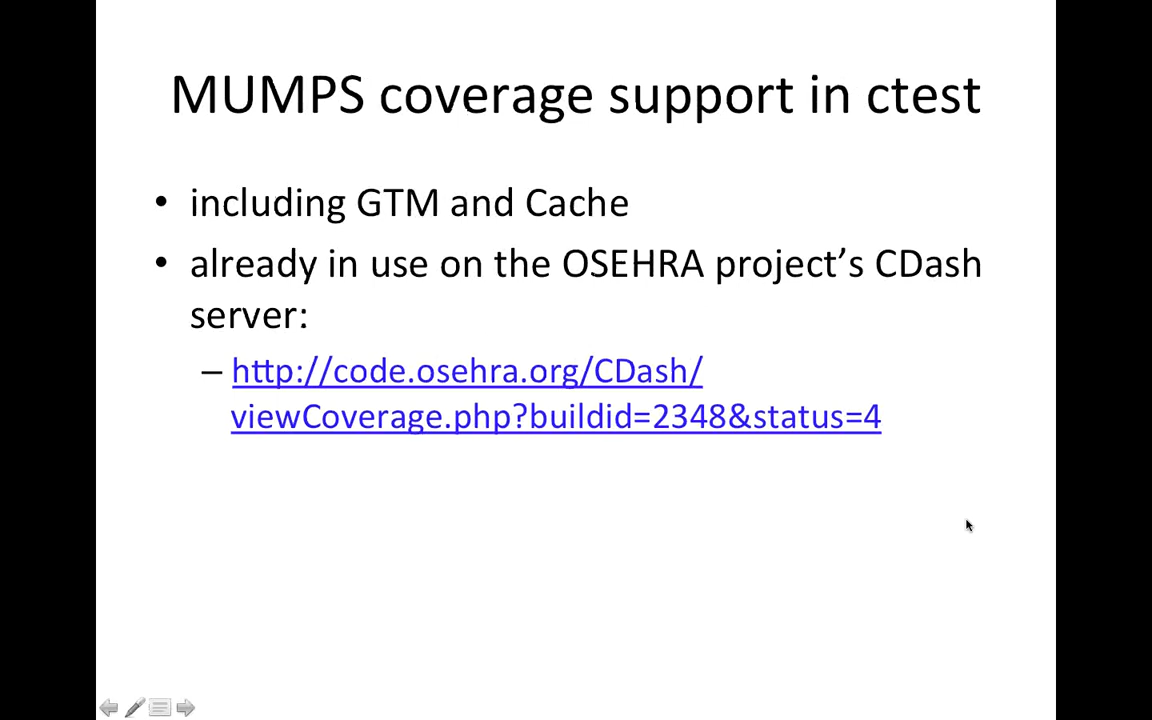 MUMPS coverage support in ctest
• including GTM and Cache
• already in use on the OSEHRA project’s CDash
server:
– http://code.osehra.org/CDash/
viewCoverage.php?buildid=2348&status=4